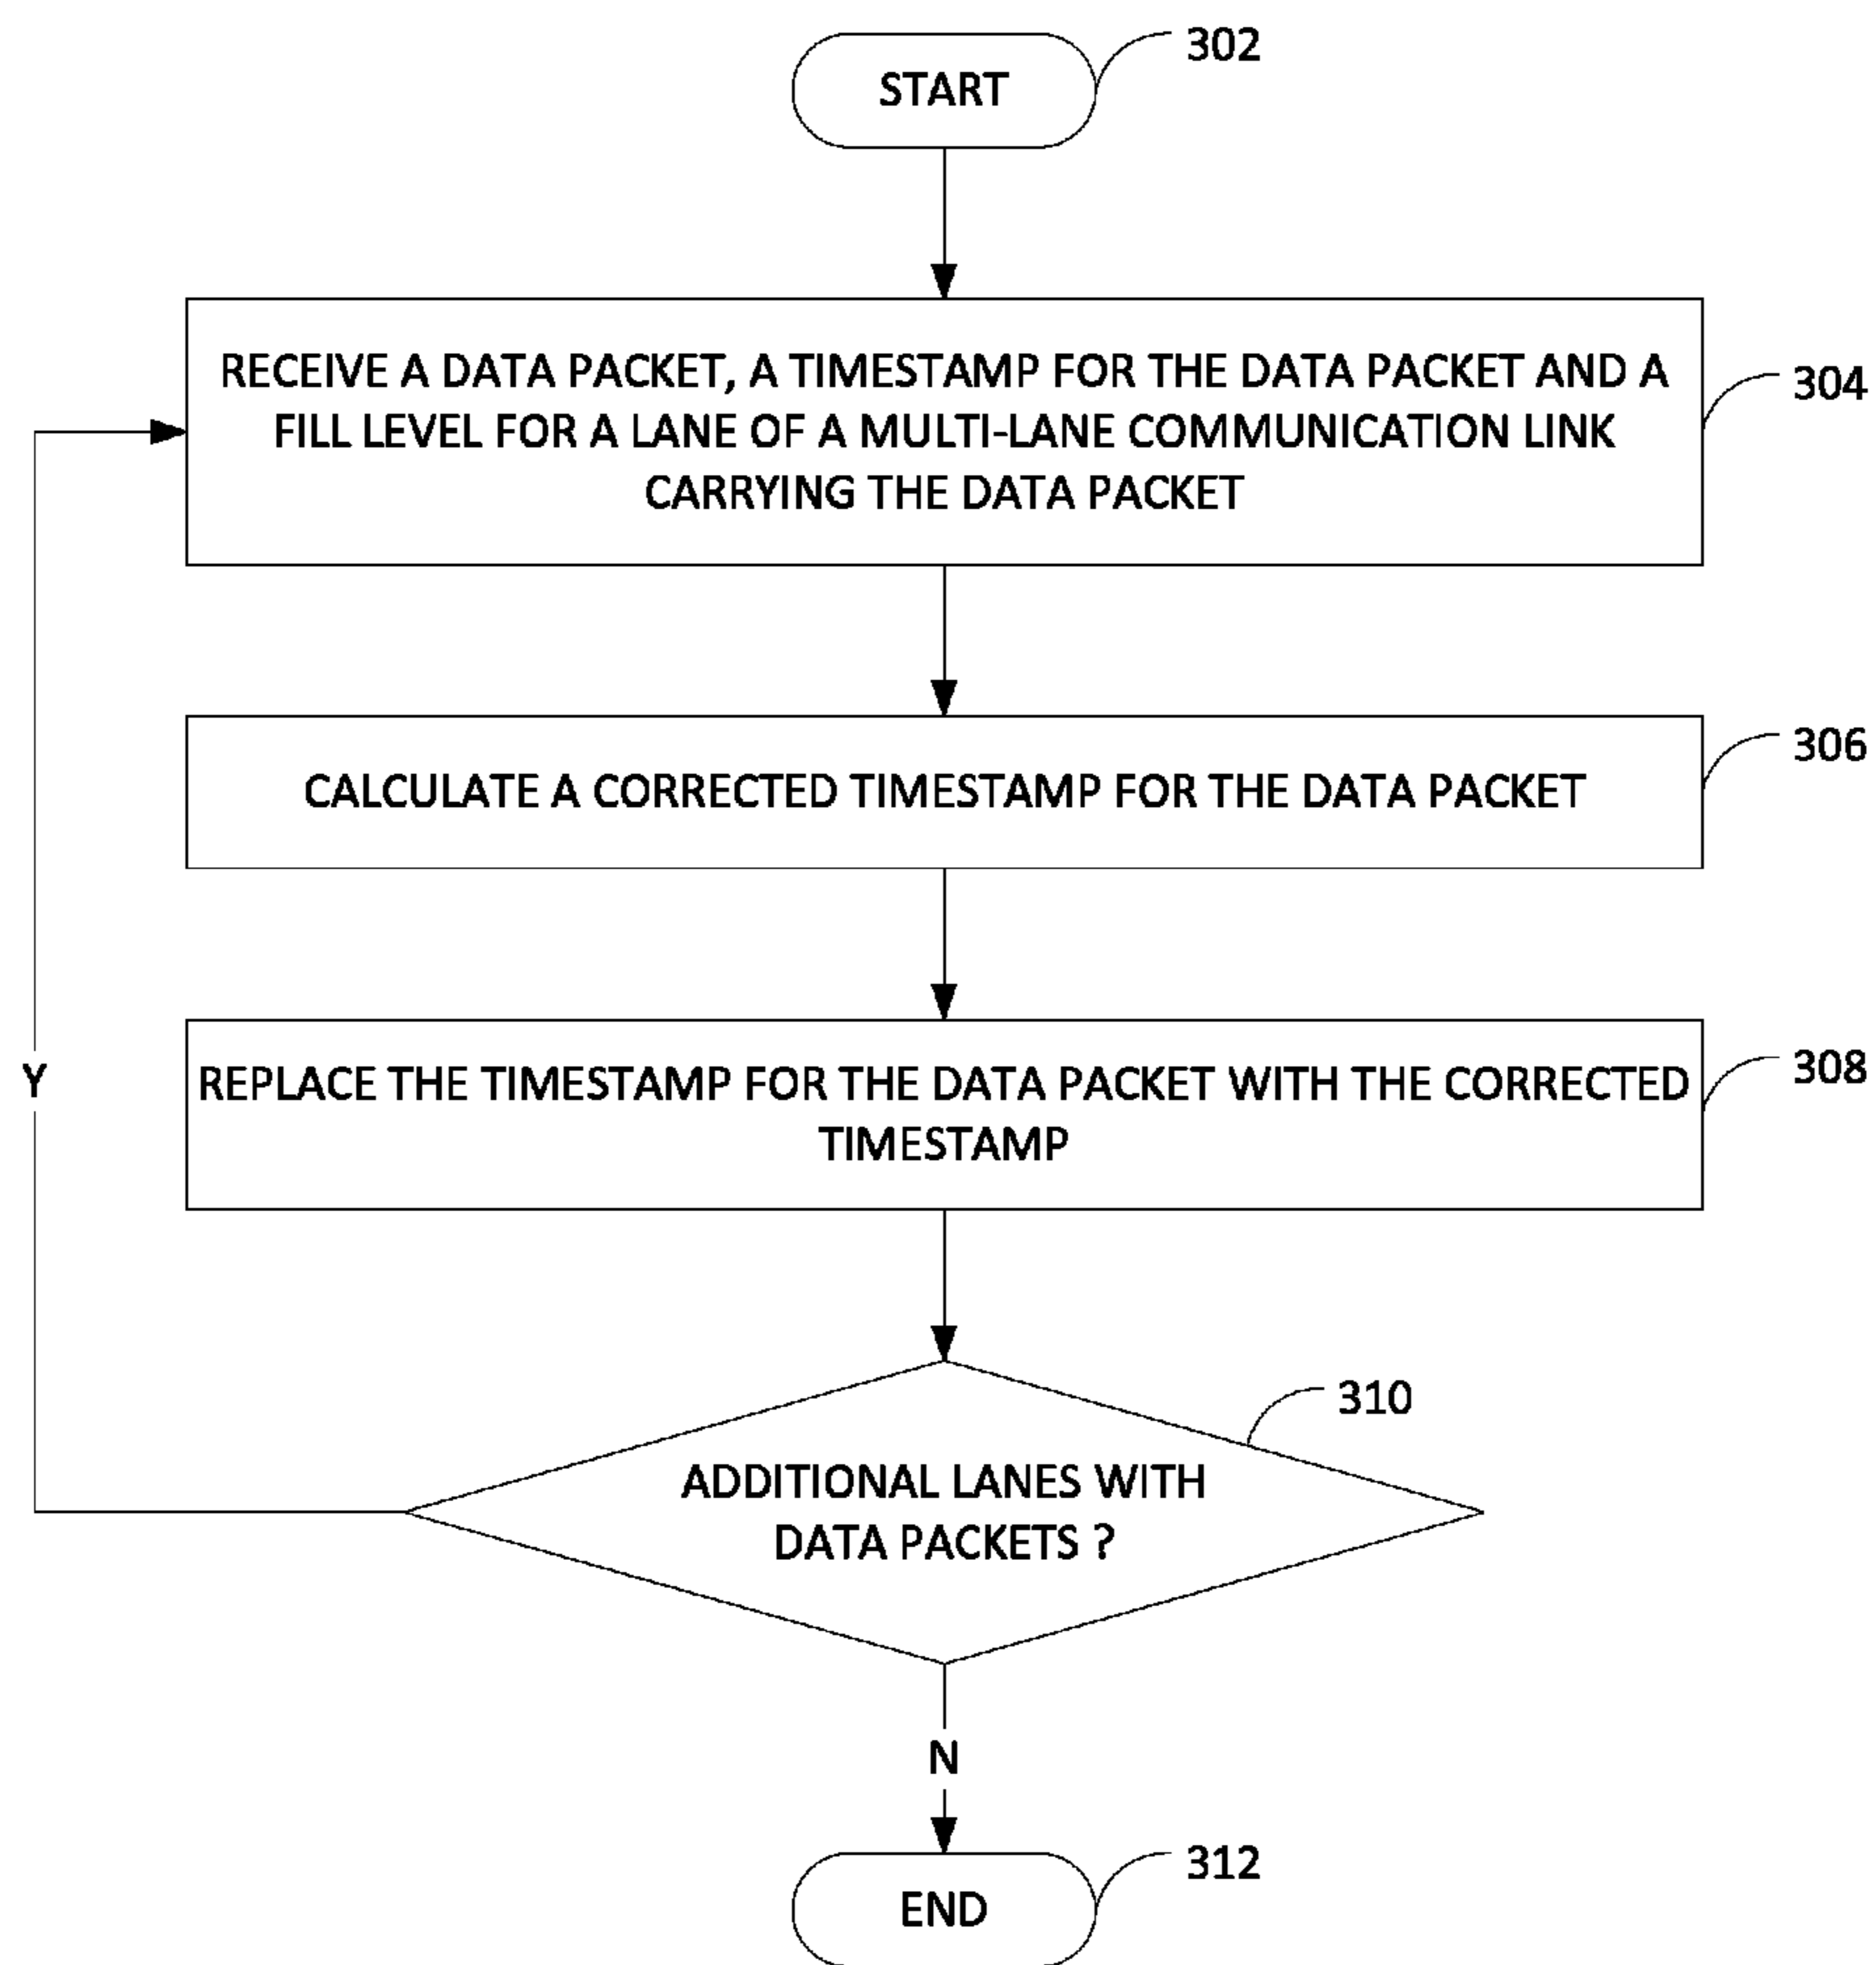 302
START
RECEIVE A DATA PACKET, A TIMESTAMP FOR THE DATA PACKET AND A
FILL LEVEL FOR A LANE OF A MULTI-LANE COMMUNICATION LINK
CARRYING THE DATA PACKET
304
306
CALCULATE A CORRECTED TIMESTAMP FOR THE DATA PACKET
308
REPLACE THE TIMESTAMP FOR THE DATA PACKET WITH THE CORRECTED
TIMESTAMP
Y
310
ADDITIONAL LANES WITH
DATA PACKETS ?
N
312
END